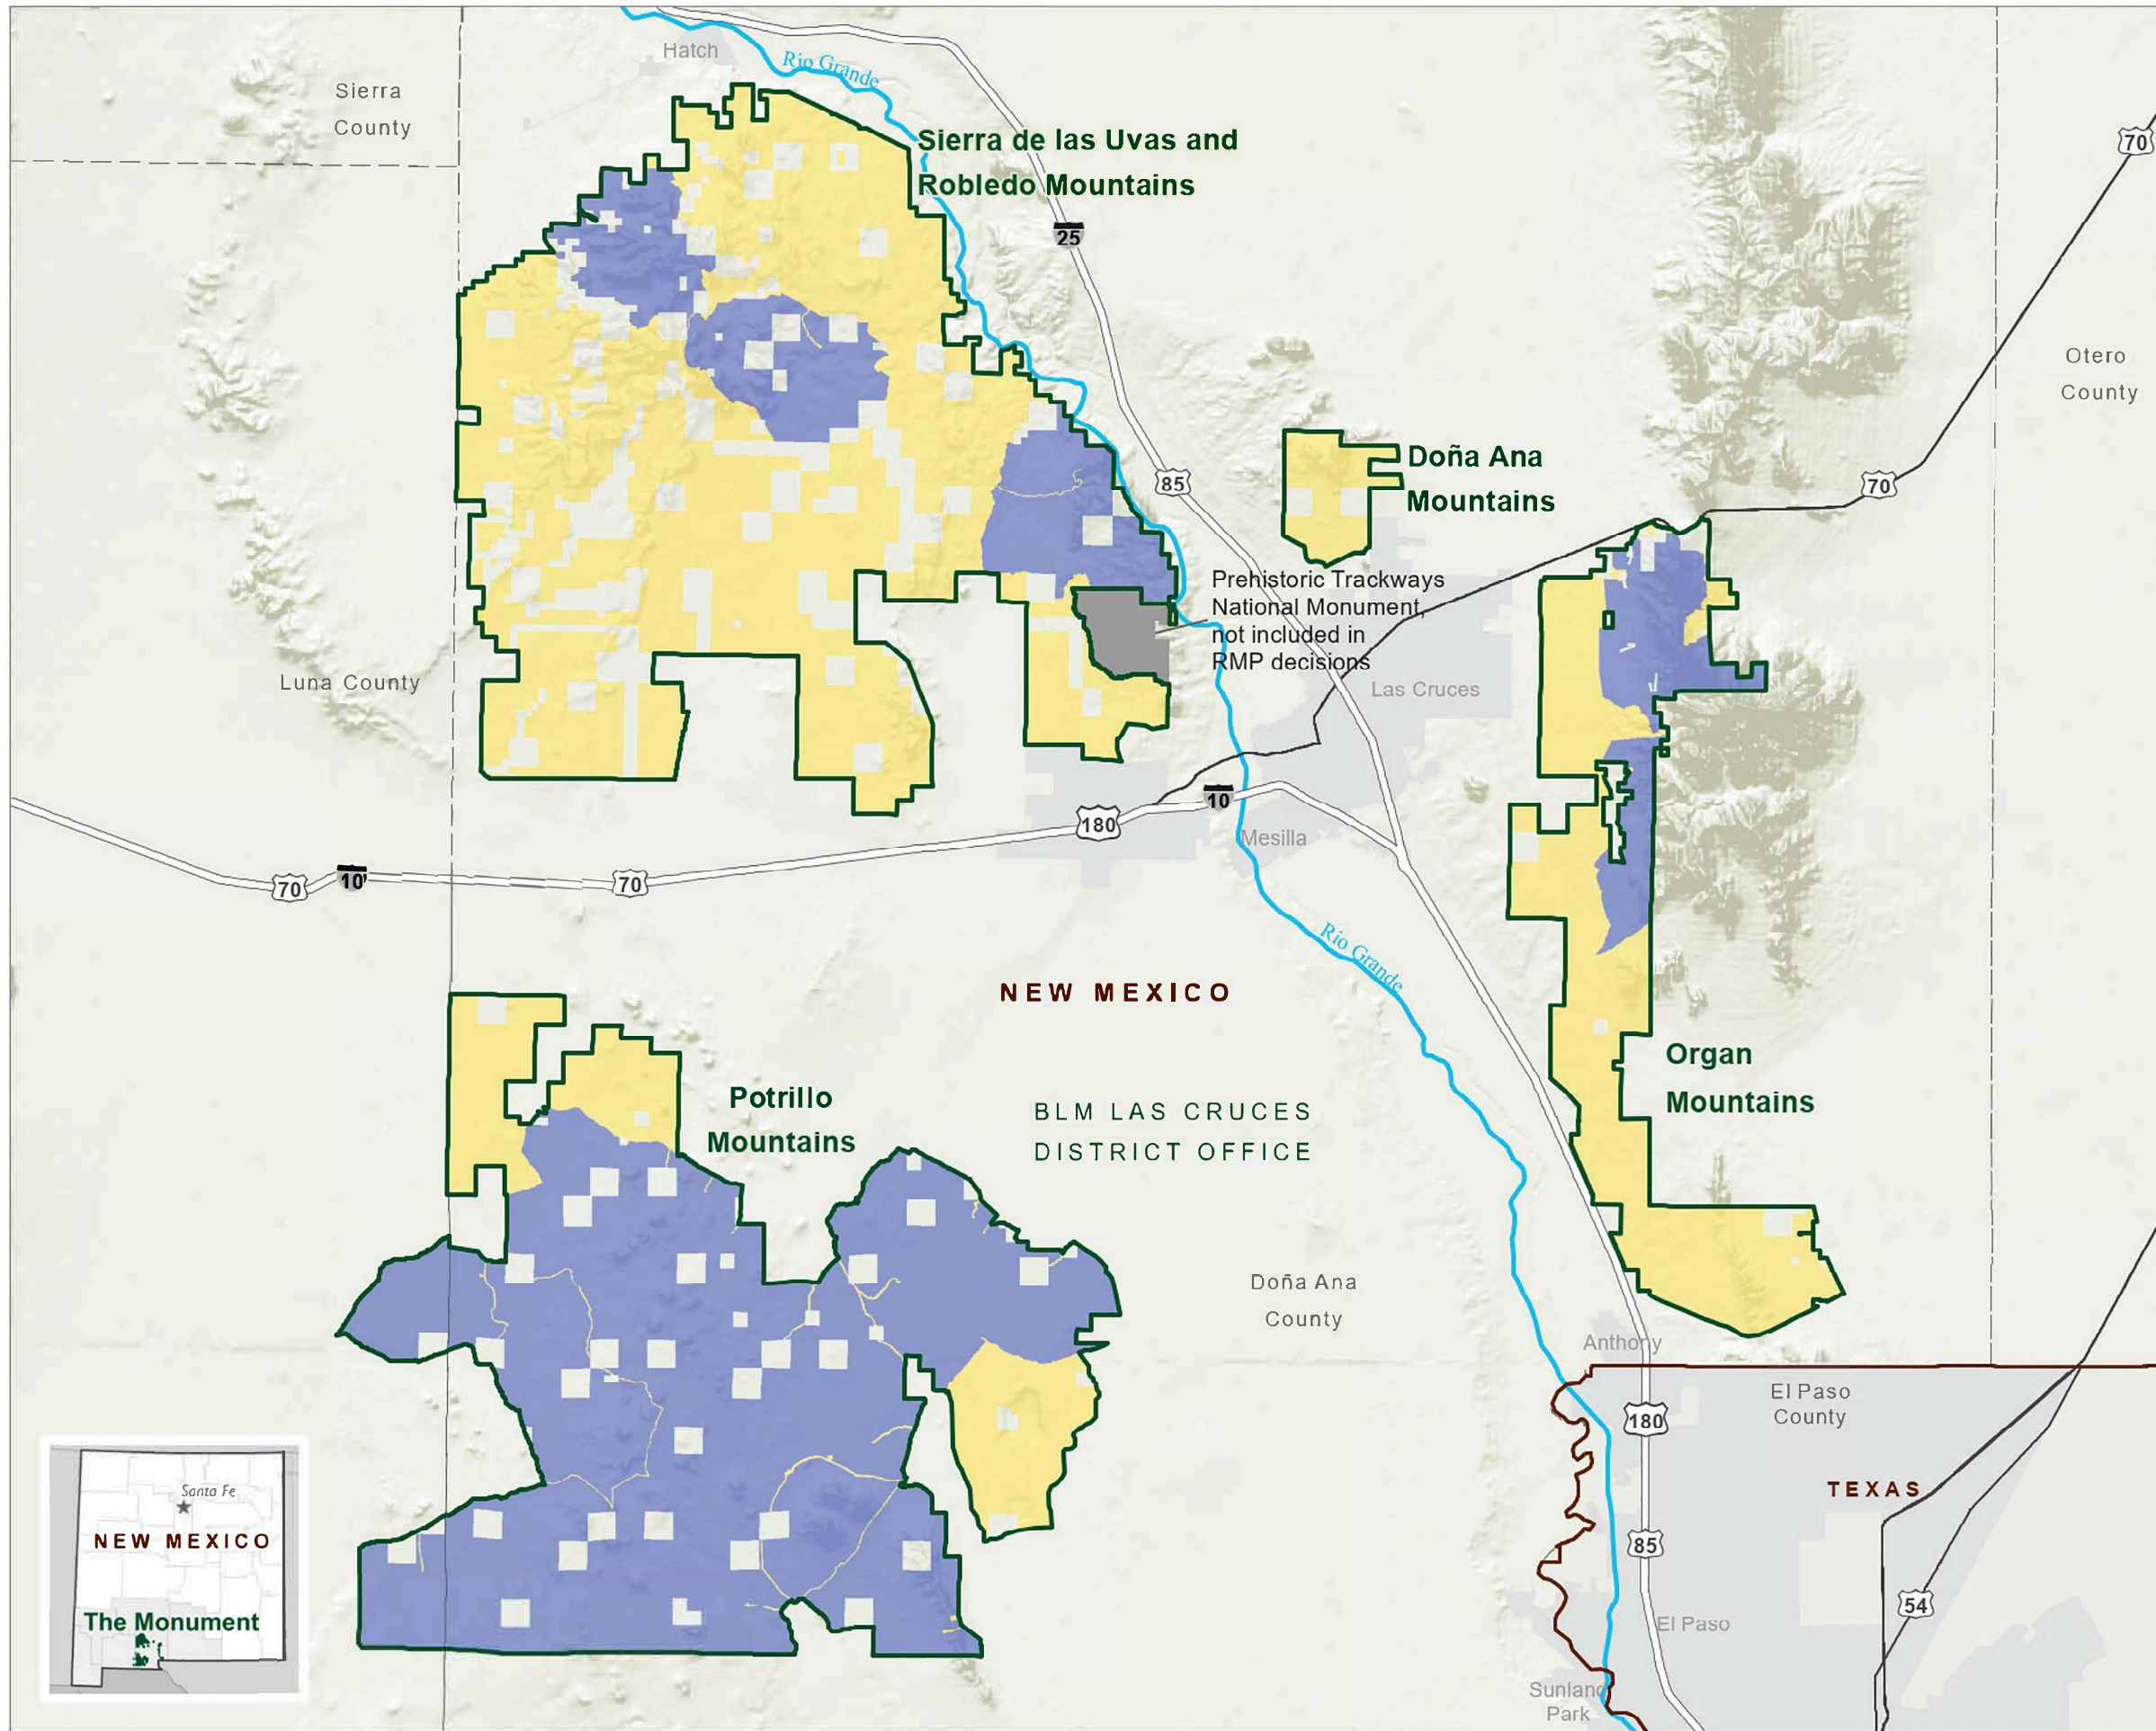 Hatch
Rio Grande
Sierra
County
70
Sierra de las Uvas and
Robledo Mountains
25
Otero
County
Doña Ana
Mountains
85
70
Prehistoric Trackways
National Monument,
not included in
RMP decisions
Luna County
Las Cruces
10
180
Mesilla
70
10
70
Rio Grande
NEW MEXICO
Organ
Mountains
Potrillo
Mountains
BLM LAS CRUCES
DISTRICT OFFICE
Doña Ana
County
Anthony
El Paso
County
180
TEXAS
Santa Fe
NEW MEXICO
85
54
The Monument
El Paso
Sunland
Park